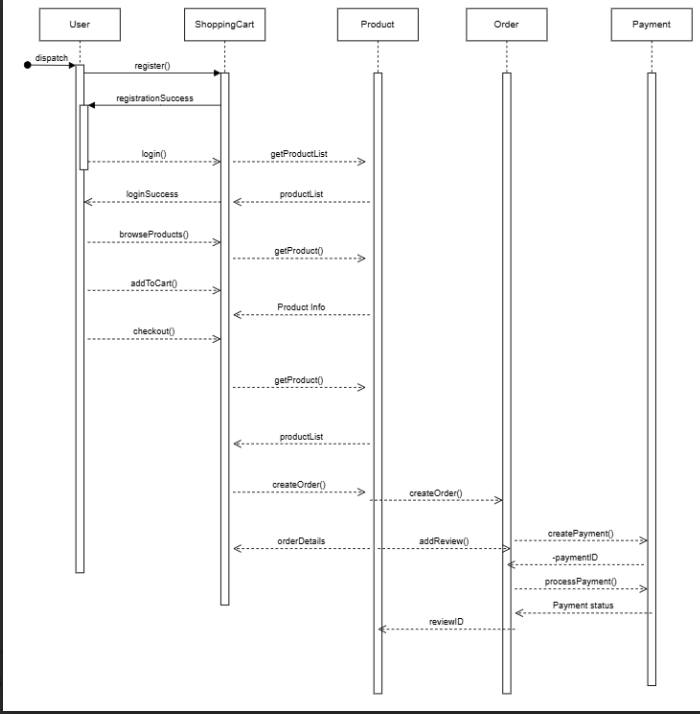 User
ShoppingCart
Product
Order
Payment
dispatch
register()
registrationSuccess
login()
getProductList
loginSuccess
productList
browseProducts()
getProduct()
addToCart()
Product Info
checkout()
getProduct()
productList
createOrder()
createOrder()
createPayment()
orderDetails
addReview()
-paymentID
processPayment()
Payment status
reviewID